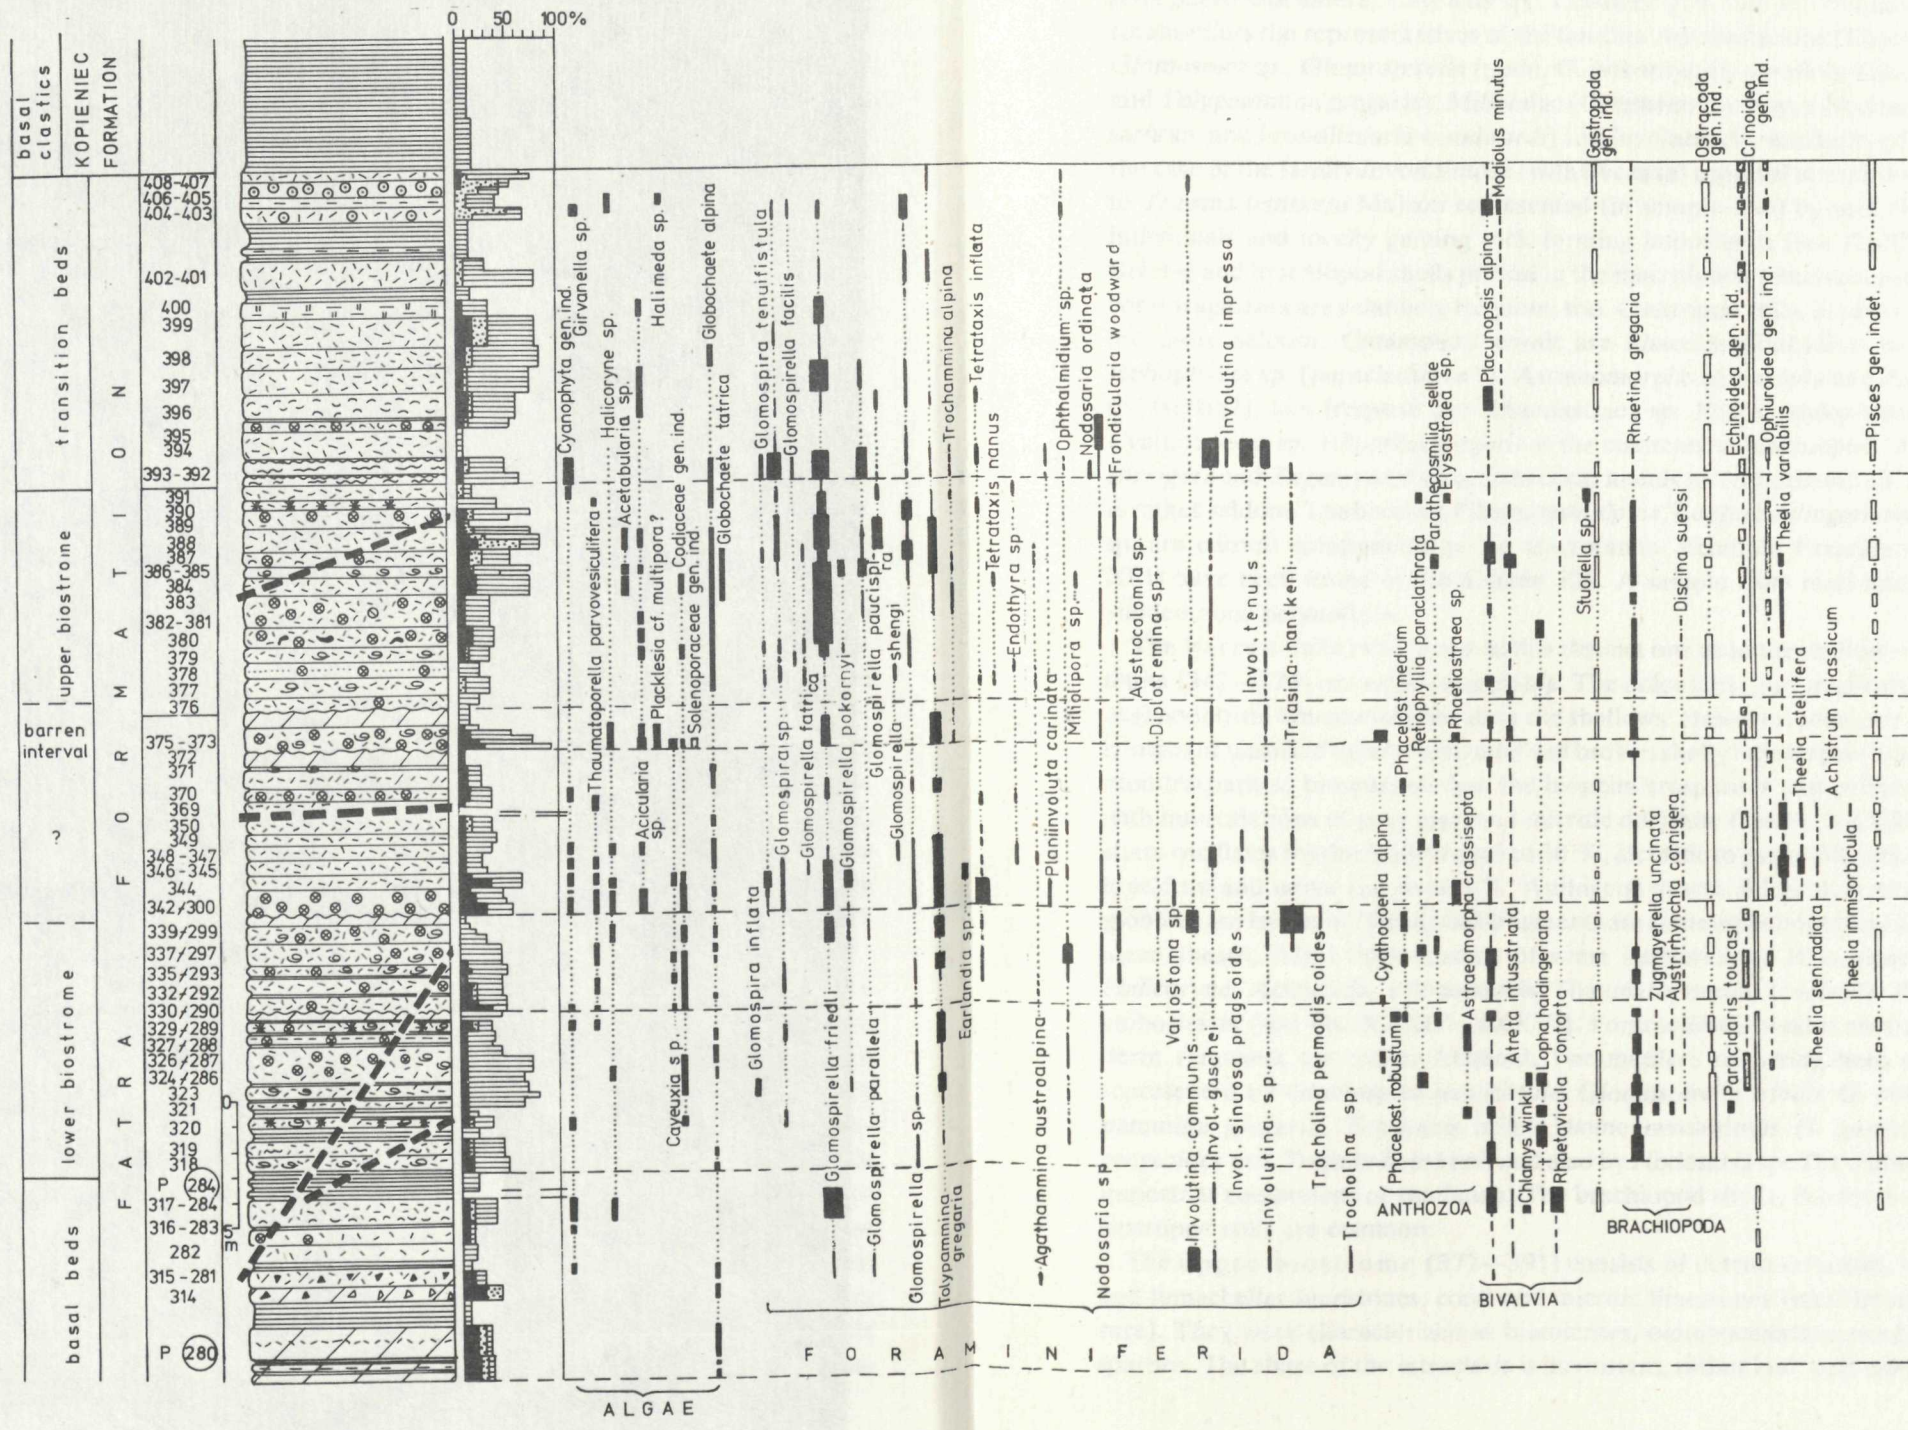 0 50 100%
basal clastics
KOPIENIEC FORMATION
transition beds
upper biostrone
barren interval
?
lower biostrome
basal beds
FATRA FORMATION
408-407
406-405
404-403
402-401
400
399
398
397
396
395
394
393-392
391
390
389
388
387
386-385
384
383
382-381
380
379
378
377
376
375-373
372
371
370
369
350
349
348-347
346-345
344
342/300
339/299
337/297
335/293
332/292
330/290
329/289
327/288
326/287
324/286
323
321
320
319
318
P 284
317-284
316-283
282
315-281
314
P 280
0
5
m
Cyanophyta gen.ind.
Girvanella sp.
Thaumatoporella parvovesiculifera
Halicoryne sp.
Acetabularia sp.
Acicularia sp.
Placklesia cf. multipora ?
Halimeda sp.
Codiaceae gen.ind.
Cayeuxia sp.
Solenoporaceae gen. ind
Globochaete alpina
Globochaete tatrica
ALGAE
Glomospira inflata
Glomospira tenuifistula
Glomospira sp
Glomospirella facilis
Glomospirella fatrica
Glomospirella friedli
Glomospirella pokornyi
Glomospirella parallela
Glomospirella paucispi
ra
Glomospirella shengi
Glomospirella sp.
Tolypammina
gregaria
Trochammina alpina
Earlandia sp.
Tetrataxis inflata
Tetrataxis nanus
Endothyra sp.
Agathammina austroalpina
Planiinvoluta carinata
Ophthalmidium sp.
Miliolipora sp.
Nodosaria ordinata
Nodosaria sp
Frondicularia woodward
Austrocolomia sp.
Diplotremina sp.
Variostoma sp
Involutina communis
Invol. gaschei
Involutina impressa
Invol. sinuosa pragsoides
Invol. tenuis
Involutina sp.
Triasina hantkeni
Trocholina permodiscoides
Trocholina sp.
FORAMINIFERIDA
Cyathocoenia alpina
Phacelost robustum
Phacelost medium
Retiophyllia paraclathrata
Parathecosmilia sellae
Elysastraea sp.
Rhaetiastraea sp.
Astraeomorpha crassisepta
ANTHOZOA
Placunopsis alpina
Modiolus minutus
Atreta ausstriata
Chlamys winkl.
Lopha haidingeriana
Rhaetavicula contorta
BIVALVIA
Stuorella sp.
Gastropoda
gen. ind.
Rhaetina gregaria
Zugmayerella uncinata
Austrirhynchia cornigera
Discina suessi
BRACHIOPODA
Ostracoda
gen. ind.
Paracidaris toucasi
Echinoidea gen.ind.
Crinoidea
gen.ind.
Ophiuroidea gen. ind.
Theelia variabilis
Theelia stellifera
Theelia seniradiata
Achistrum triassicum
Theelia immisorbicula
Pisces gen. indet.